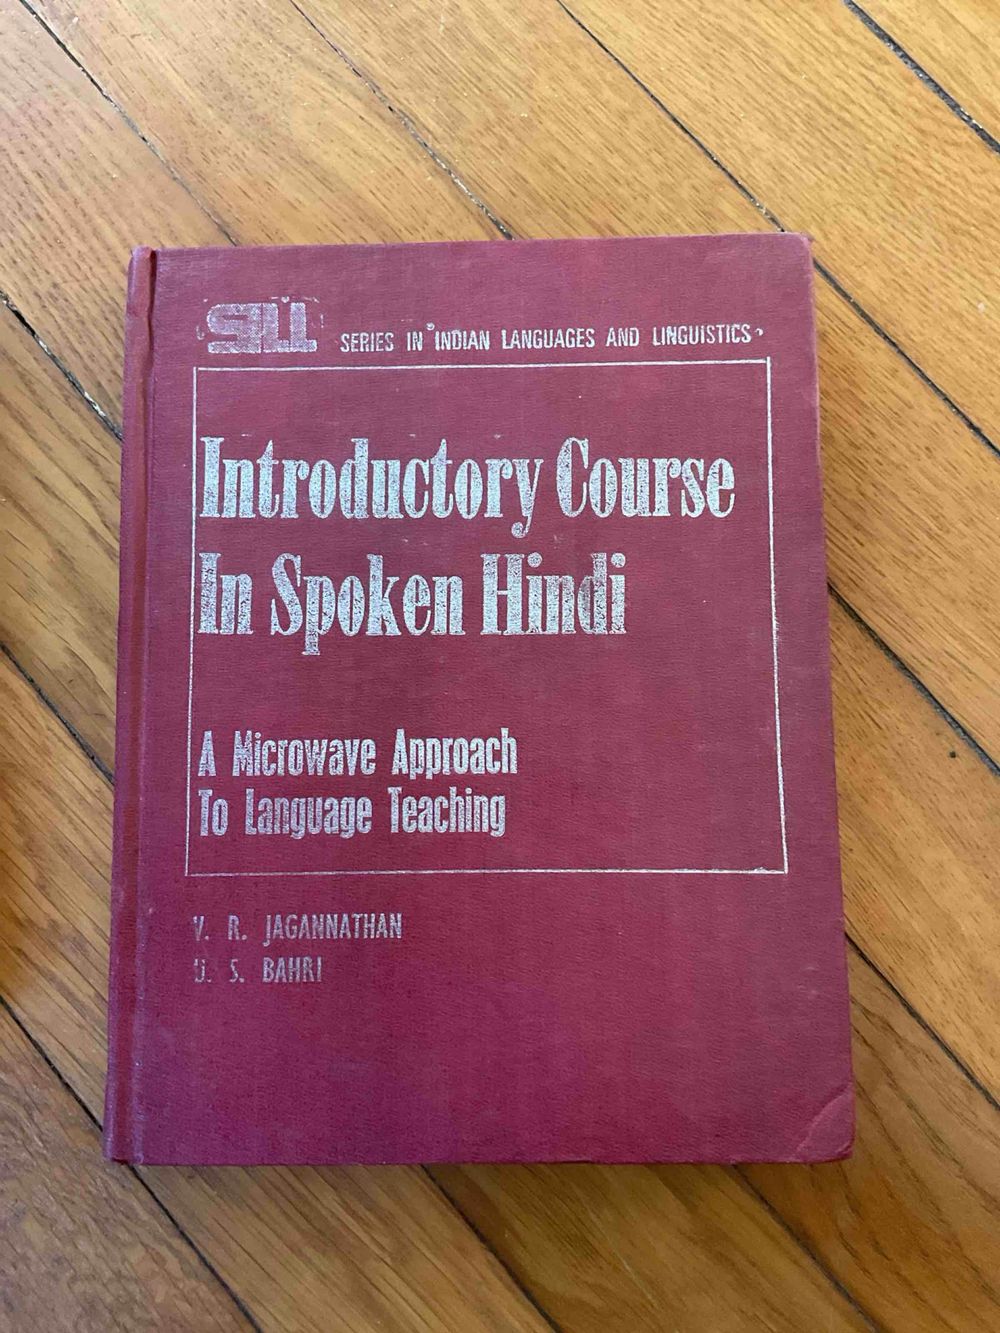 SILL SERIES IN INDIAN LANGUAGES AND LINGUISTICS
Introductory Course
In Spoken Hindi
A Microwave Approach
To Language Teaching
V. R. JAGANNATHAN
U. S. BAHRI